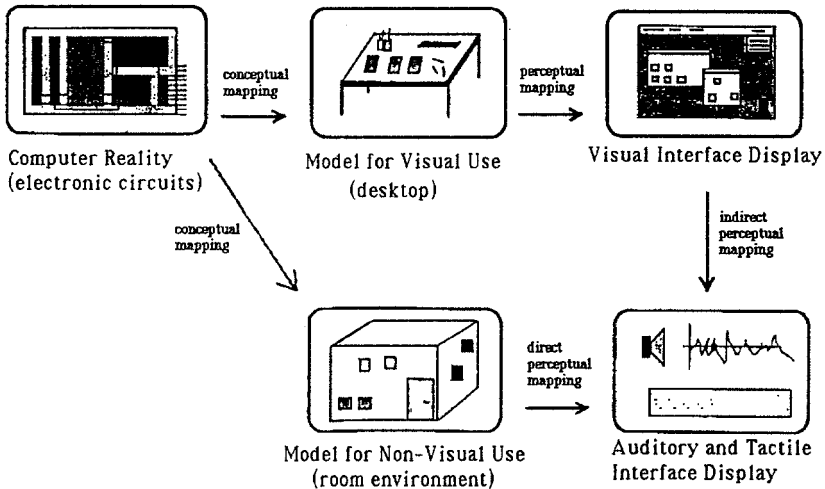 conceptual
mapping
perceptual
mapping
Computer Reality
(electronic circuits)
Model for Visual Use
(desktop)
Visual Interface Display
conceptual
mapping
indirect
perceptual
mapping
direct
perceptual
mapping
Model for Non-Visual Use
(room environment)
Auditory and Tactile
Interface Display